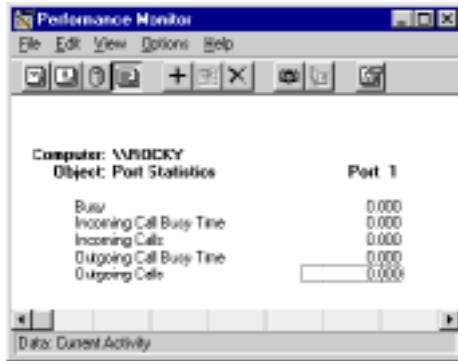 Performance Monitor
File Edit View Options Help
Computer: \\ROCKY
Object: Port Statistics Port 1
Busy 0.000
Incoming Call Busy Time 0.000
Incoming Calls 0.000
Outgoing Call Busy Time 0.000
Outgoing Calls 0.000
Data: Current Activity